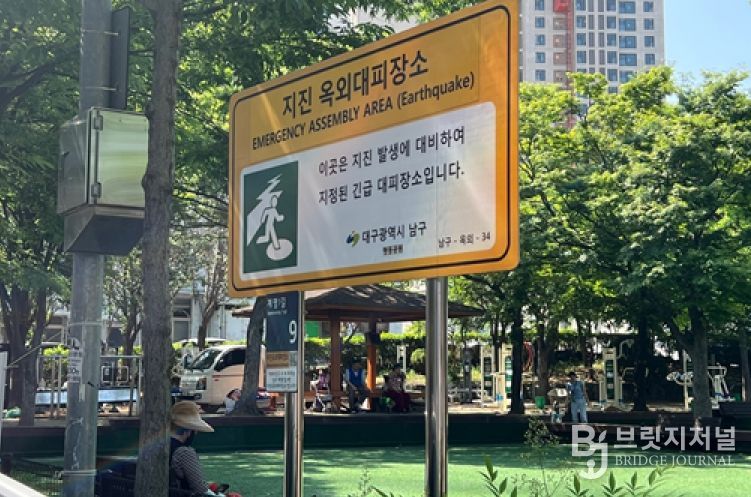 지진 옥외대피장소
EMERGENCY ASSEMBLY AREA (Earthquake)
이곳은 지진 발생에 대비하여
지정된 긴급 대피장소입니다.
대구광역시 남구
남구 - 옥외 - 34
9
브릿지저널
BRIDGE JOURNAL